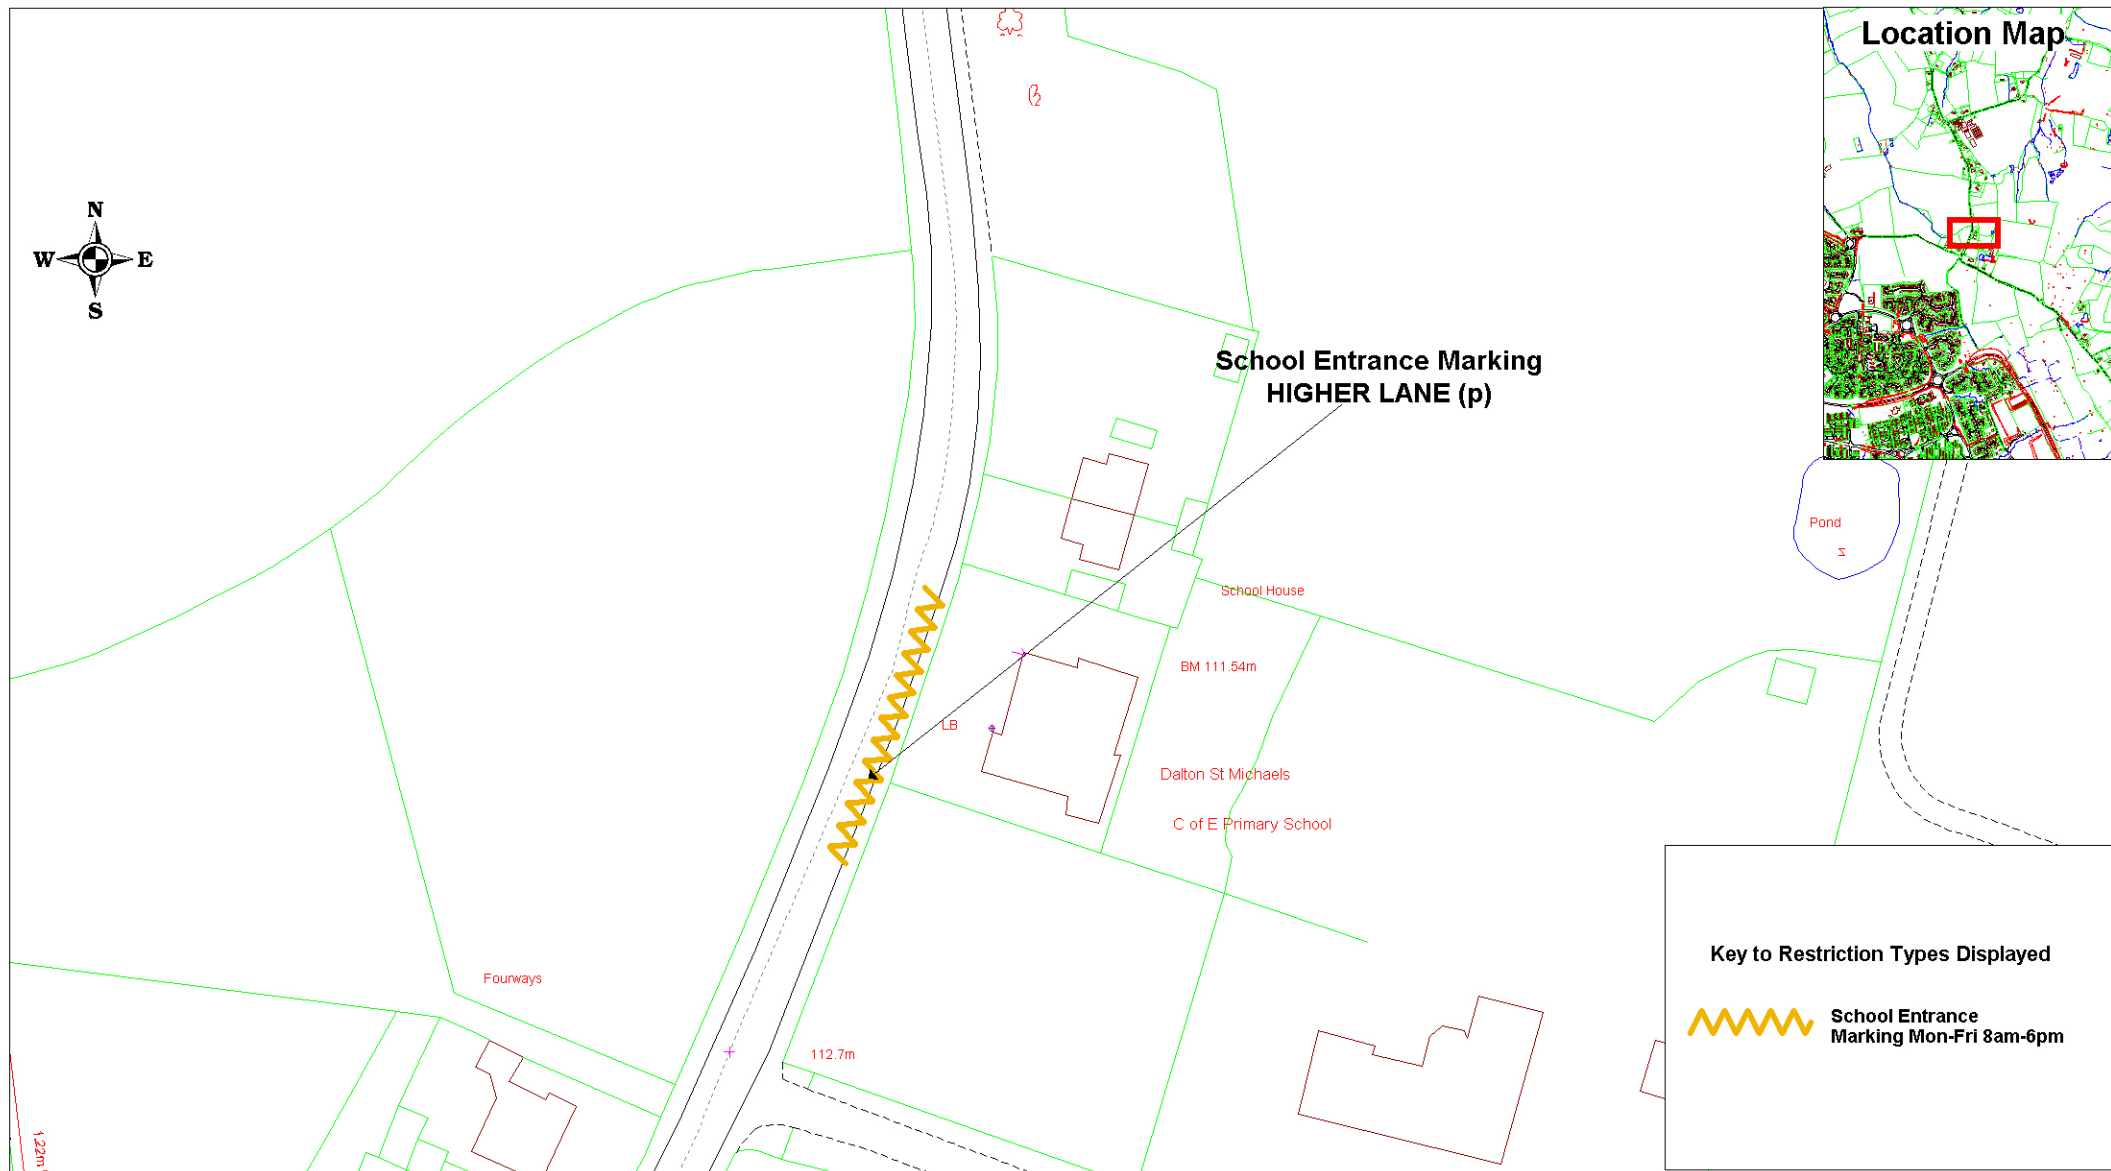 Location Map
N
W E
S
School Entrance Marking
HIGHER LANE (p)
Pond
School House
BM 111.54m
LB
Dalton St Michaels
C of E Primary School
Fourways
112.7m
1.22m
Key to Restriction Types Displayed
School Entrance
Marking Mon-Fri 8am-6pm